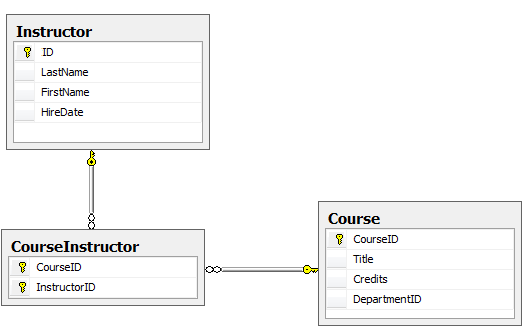 Instructor
ID
LastName
FirstName
HireDate
CourseInstructor
CourseID
InstructorID
Course
CourseID
Title
Credits
DepartmentID